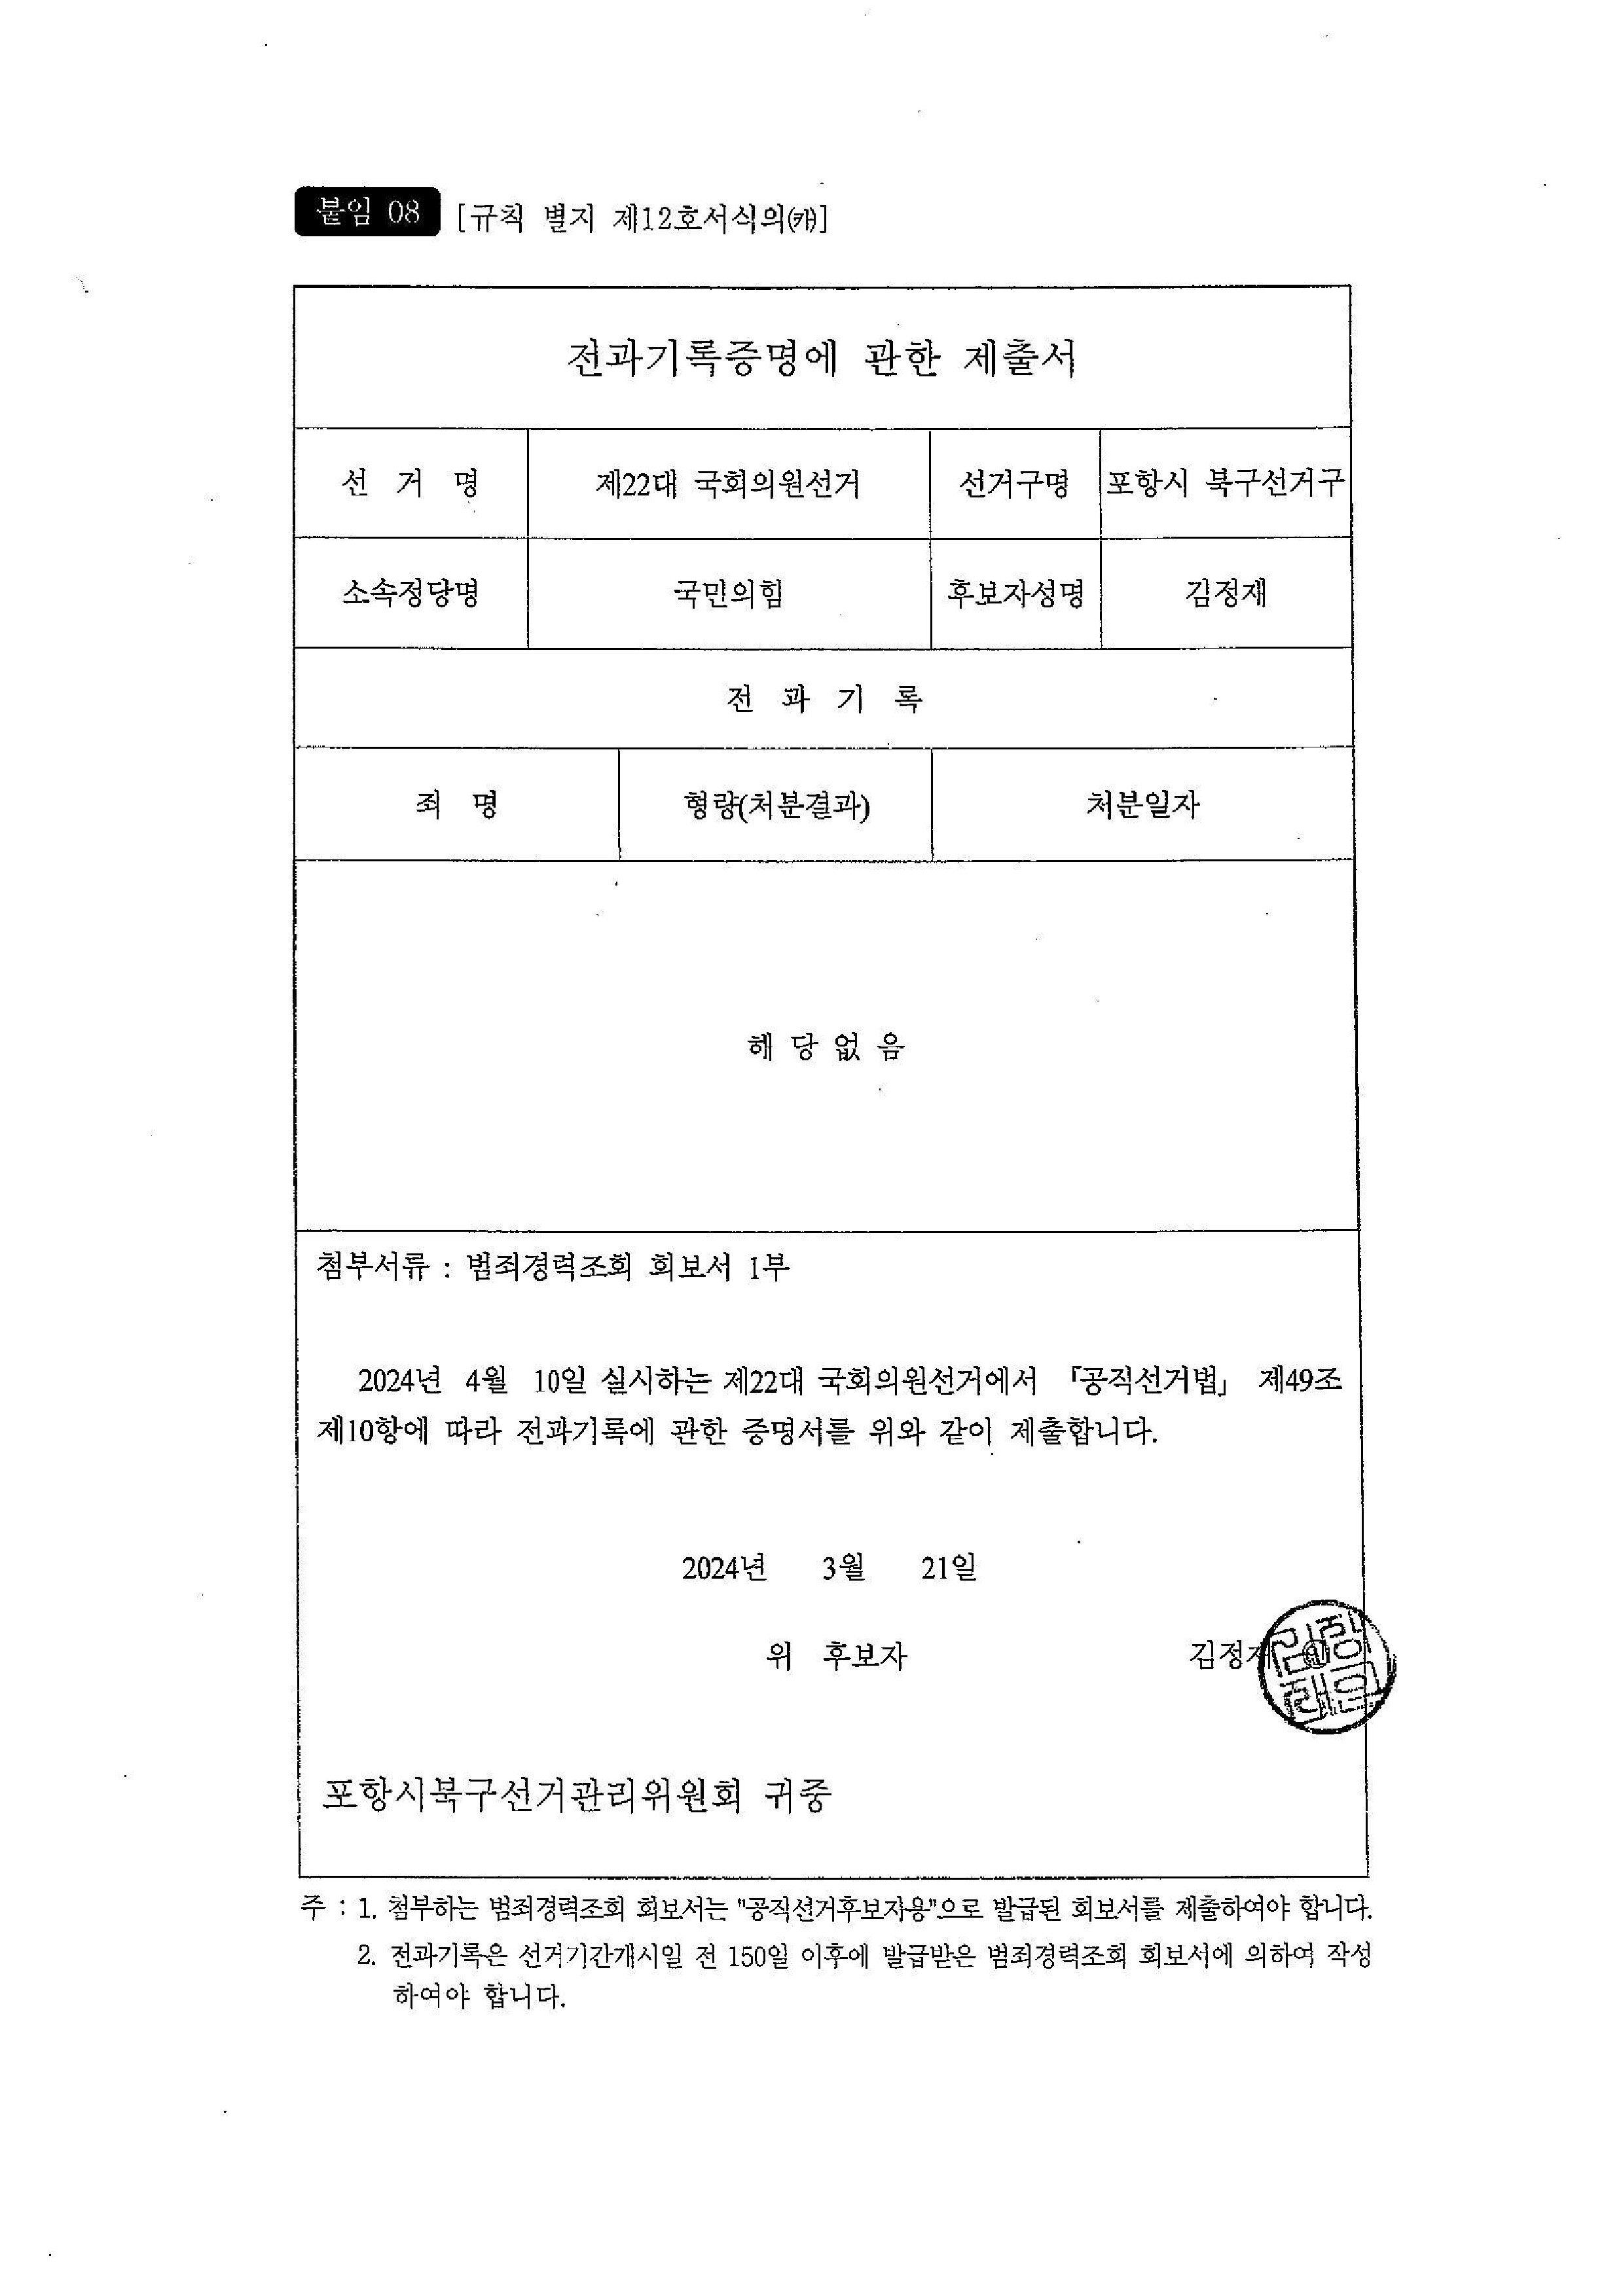 붙임 08 [규칙 별지 제12호서식의㈎]
전과기록증명에 관한 제출서
선 거 명 제22대 국회의원선거 선거구명 포항시 북구선거구
소속정당명 국민의힘 후보자성명 김정재
전 과 기 록
죄 명 형량(처분결과) 처분일자
해 당 없 음
첨부서류 : 범죄경력조회 회보서 1부
2024년 4월 10일 실시하는 제22대 국회의원선거에서 「공직선거법」 제49조
제10항에 따라 전과기록에 관한 증명서를 위와 같이 제출합니다.
2024년 3월 21일
위 후보자 김정재
포항시북구선거관리위원회 귀중
주 : 1. 첨부하는 범죄경력조회 회보서는 "공직선거후보자용"으로 발급된 회보서를 제출하여야 합니다.
2. 전과기록은 선거기간개시일 전 150일 이후에 발급받은 범죄경력조회 회보서에 의하여 작성
하여야 합니다.